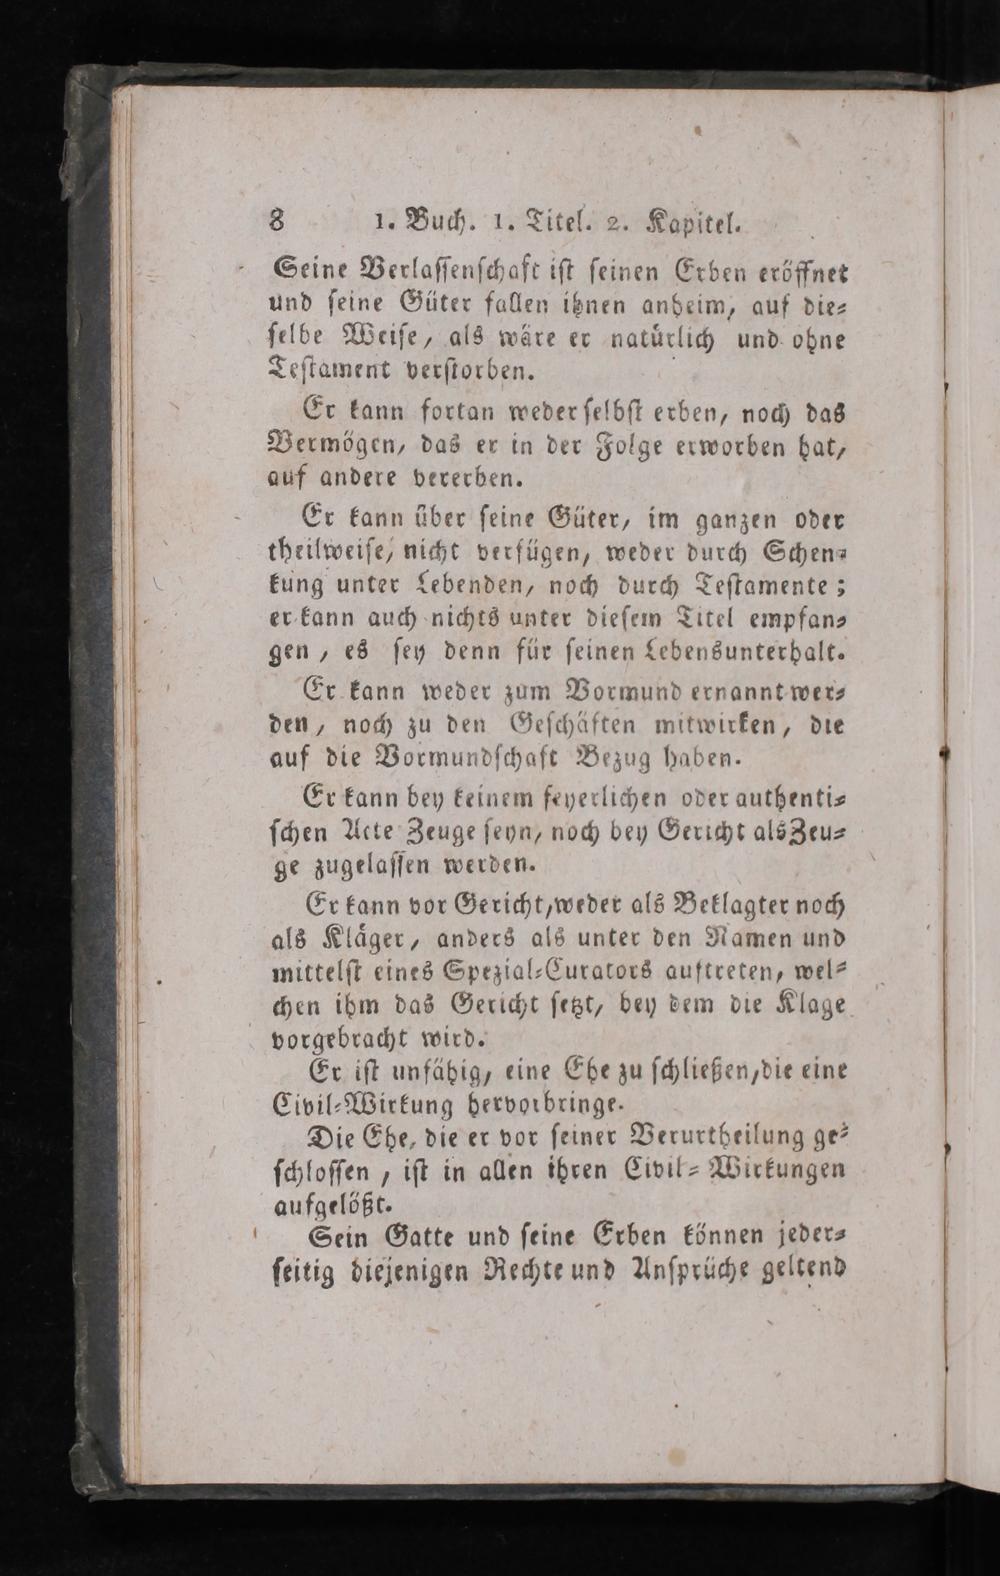 8 1. Buch. 1. Titel. 2. Kapitel.
Seine Verlaſſenſchaft iſt ſeinen Erben eröffnet
und ſeine Güter fallen ihnen anheim, auf die⸗
ſelbe Weiſe, als wäre er natürlich und ohne
Teſtament verſtorben.
Er kann fortan weder ſelbſt erben, noch das
Vermögen, das er in der Folge erworben hat,
auf andere vererben.
Er kann über ſeine Güter, im ganzen oder
theilweiſe, nicht verfügen, weder durch Schen⸗
kung unter Lebenden, noch durch Teſtamente;
er kann auch nichts unter dieſem Titel empfan⸗
gen, es ſey denn für ſeinen Lebensunterhalt.
Er kann weder zum Vormund ernannt wer⸗
den, noch zu den Geſchäften mitwirken, die
auf die Vormundſchaft Bezug haben.
Er kann bey keinem feyerlichen oder authenti⸗
ſchen Acte Zeuge ſeyn, noch bey Gericht als Zeu⸗
ge zugelaſſen werden.
Er kann vor Gericht, weder als Beklagter noch
als Kläger, anders als unter den Namen und
mittelſt eines Spezial⸗Curators auftreten, wel⸗
chen ihm das Gericht ſetzt, bey dem die Klage
vorgebracht wird.
Er iſt unfähig, eine Ehe zu ſchließen, die eine
Civil⸗Wirkung hervorbringe.
Die Ehe, die er vor ſeiner Verurtheilung ge⸗
ſchloſſen, iſt in allen ihren Civil⸗Wirkungen
aufgelößt.
Sein Gatte und ſeine Erben können jeder⸗
ſeitig diejenigen Rechte und Anſprüche geltend